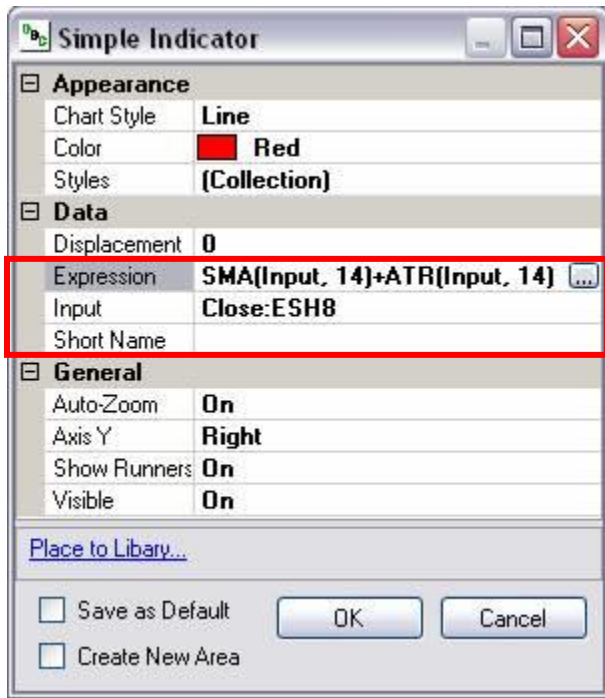 Simple Indicator
Appearance
Chart Style Line
Color Red
Styles (Collection)
Data
Displacement 0
Expression SMA(Input, 14)+ATR(Input, 14) ...
Input Close:ESH8
Short Name
General
Auto-Zoom On
Axis Y Right
Show Runners On
Visible On
Place to Libary...
Save as Default OK Cancel
Create New Area